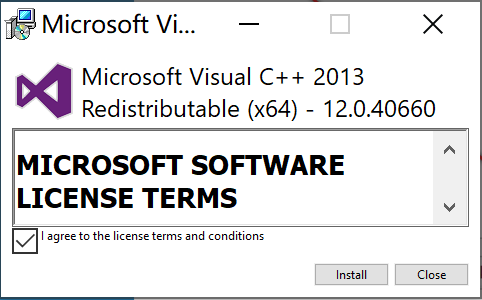 Microsoft Vi...
Microsoft Visual C++ 2013
Redistributable (x64) - 12.0.40660
MICROSOFT SOFTWARE
LICENSE TERMS
I agree to the license terms and conditions
Install Close